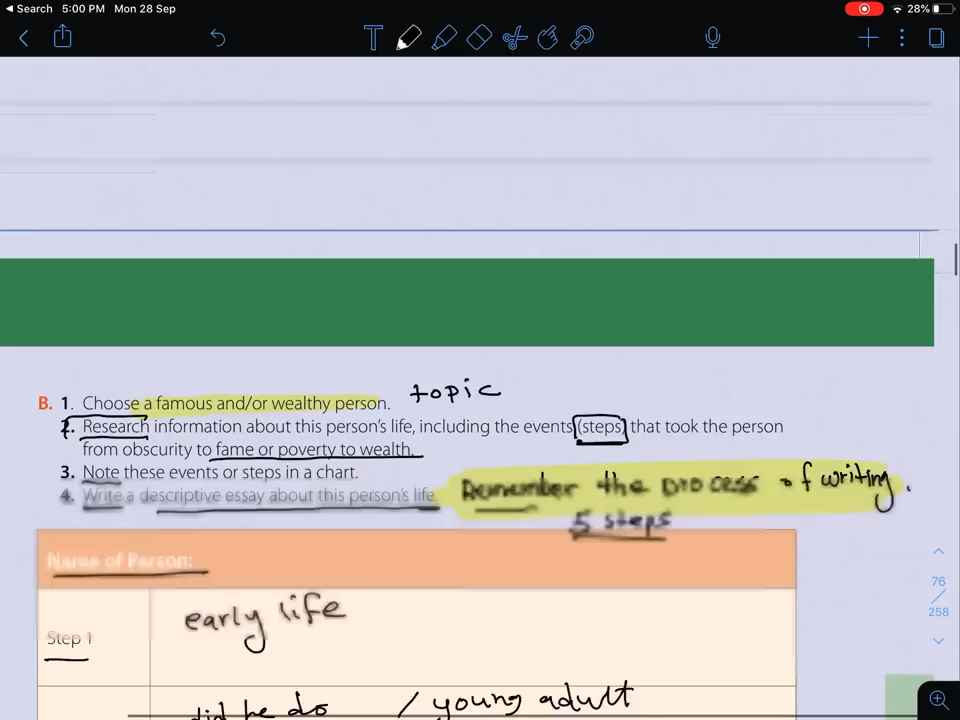 Search 5:00 PM Mon 28 Sep 28%
B. 1. Choose a famous and/or wealthy person. topic
2. Research information about this person's life, including the events (steps) that took the person
from obscurity to fame or poverty to wealth.
3. Note these events or steps in a chart.
4. Write a descriptive essay about this person's life. Remember the process of writing.
5 steps
Name of Person:
early life
Step 1
did he do / young adult
76
258